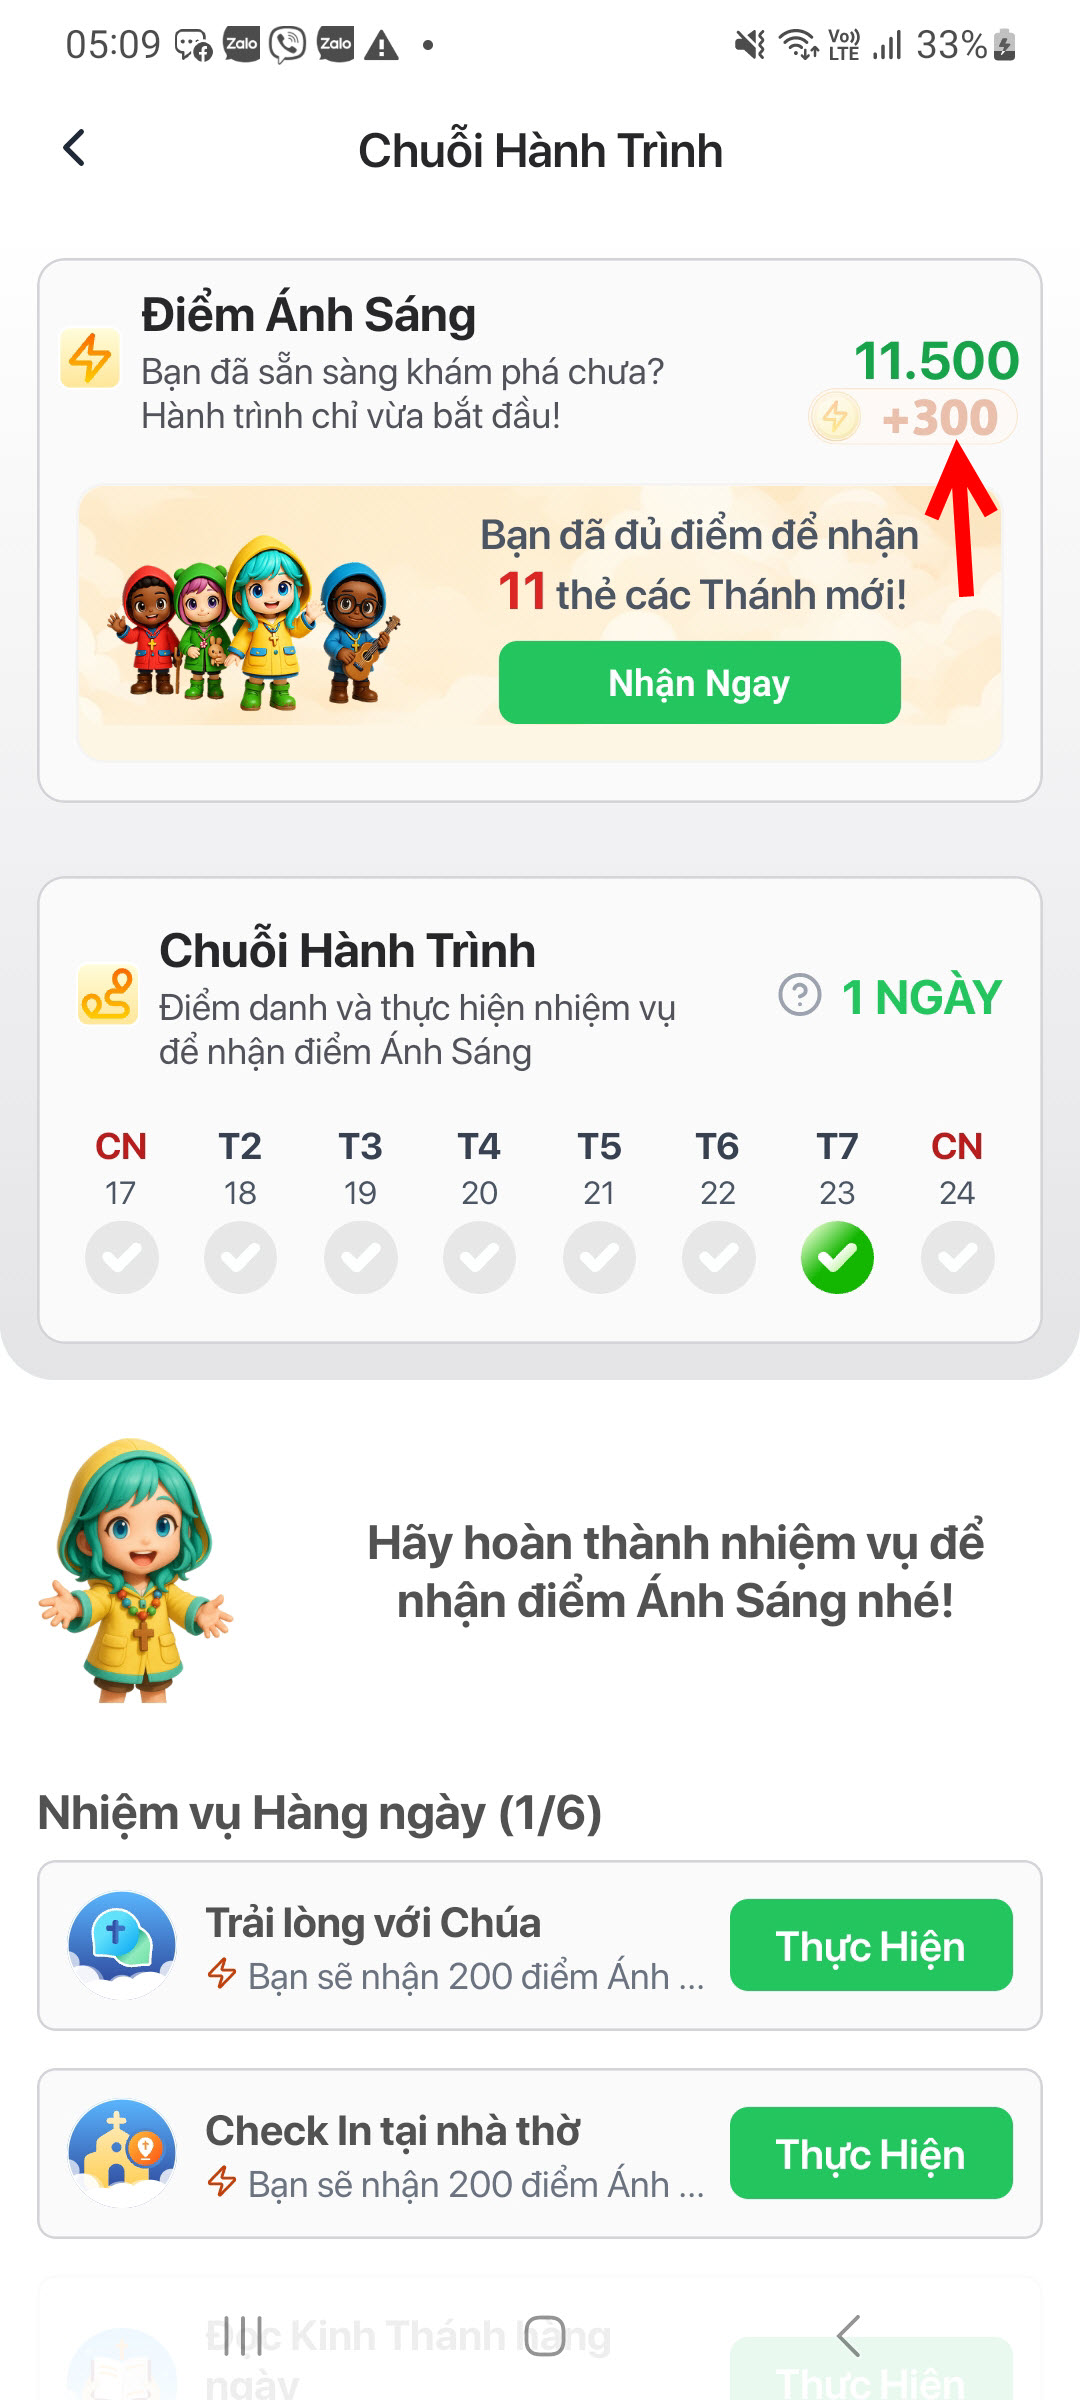 05:09 Zalo Zalo Vo)) LTE 33%
Chuỗi Hành Trình
Điểm Ánh Sáng
Bạn đã sẵn sàng khám phá chưa?
Hành trình chỉ vừa bắt đầu!
11.500
+300
Bạn đã đủ điểm để nhận
11 thẻ các Thánh mới!
Nhận Ngay
Chuỗi Hành Trình
Điểm danh và thực hiện nhiệm vụ
để nhận điểm Ánh Sáng
1 NGÀY
CN T2 T3 T4 T5 T6 T7 CN
17 18 19 20 21 22 23 24
Hãy hoàn thành nhiệm vụ để
nhận điểm Ánh Sáng nhé!
Nhiệm vụ Hàng ngày (1/6)
Trải lòng với Chúa
Bạn sẽ nhận 200 điểm Ánh ...
Thực Hiện
Check In tại nhà thờ
Bạn sẽ nhận 200 điểm Ánh ...
Thực Hiện
Đọc Kinh Thánh hàng
ngày
Thực Hiện